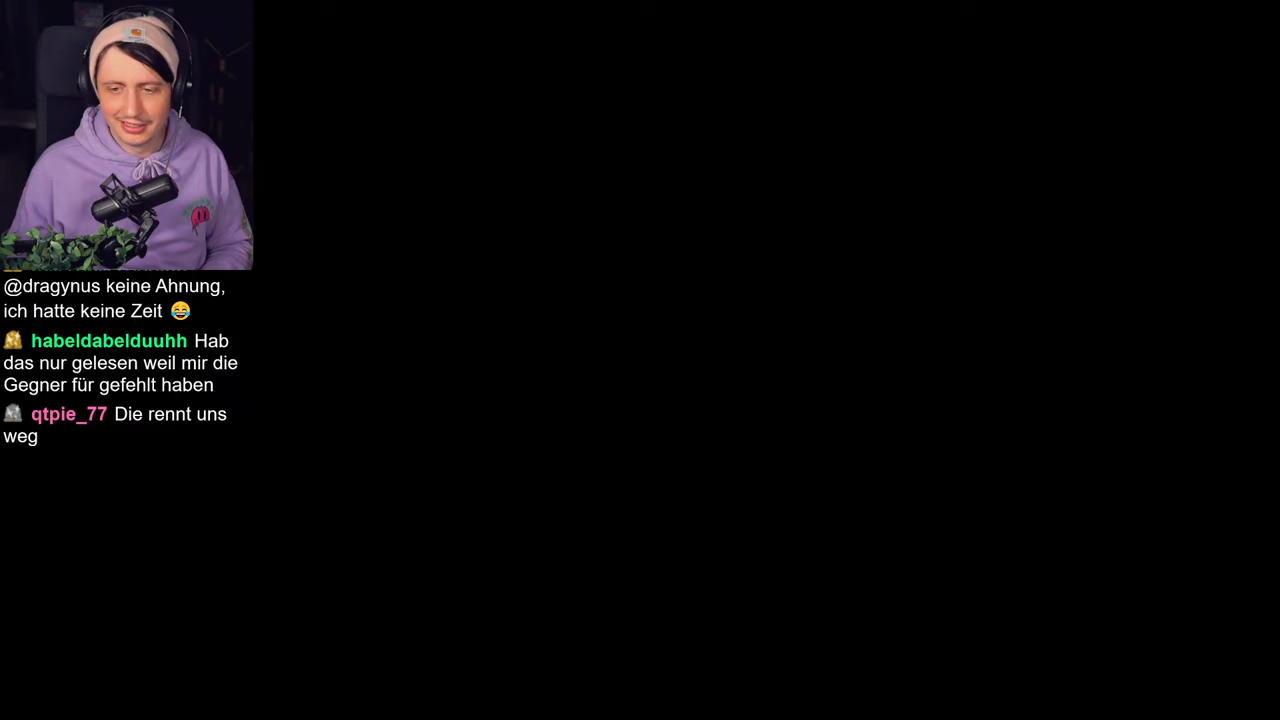 @dragynus keine Ahnung,
ich hatte keine Zeit 😂
habeldabelduuhh Hab
das nur gelesen weil mir die
Gegner für gefehlt haben
qtpie_77 Die rennt uns
weg